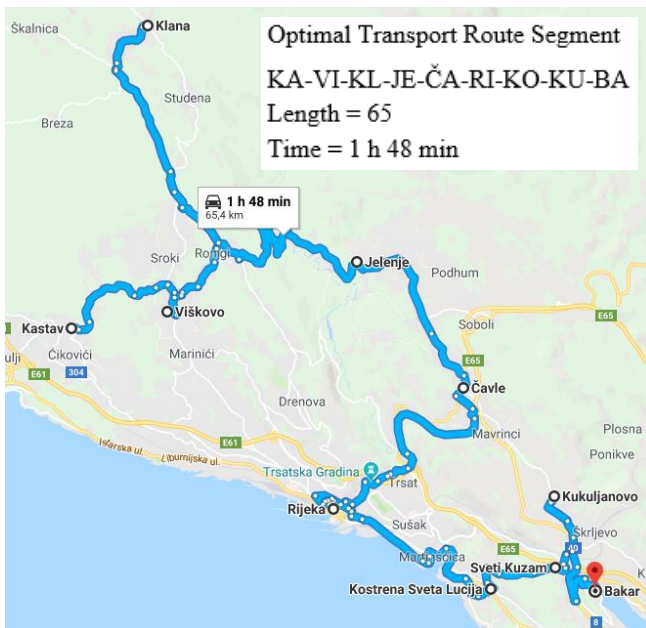 Klana
Škalnica
Optimal Transport Route Segment
KA-VI-KL-JE-ČA-RI-KO-KU-BA
Length = 65
Time = 1 h 48 min
Studena
Breza
1 h 48 min
65,4 km
Sroki
Jelenje
Podhum
Viškovo
Kastav
Soboli
E65
E65
Čikovići
Marinići
304
E61
Čavle
Drenova
Mavrinci
Plosna
Ponikve
E61
Istarska ul.
Liburnijska ul.
Trsatska Gradina
Trsat
Kukuljanovo
Rijeka
Sušak
Škrljevo
E65
40
Martinšćica
Sveti Kuzam
Kostrena Sveta Lucija
Bakar
8